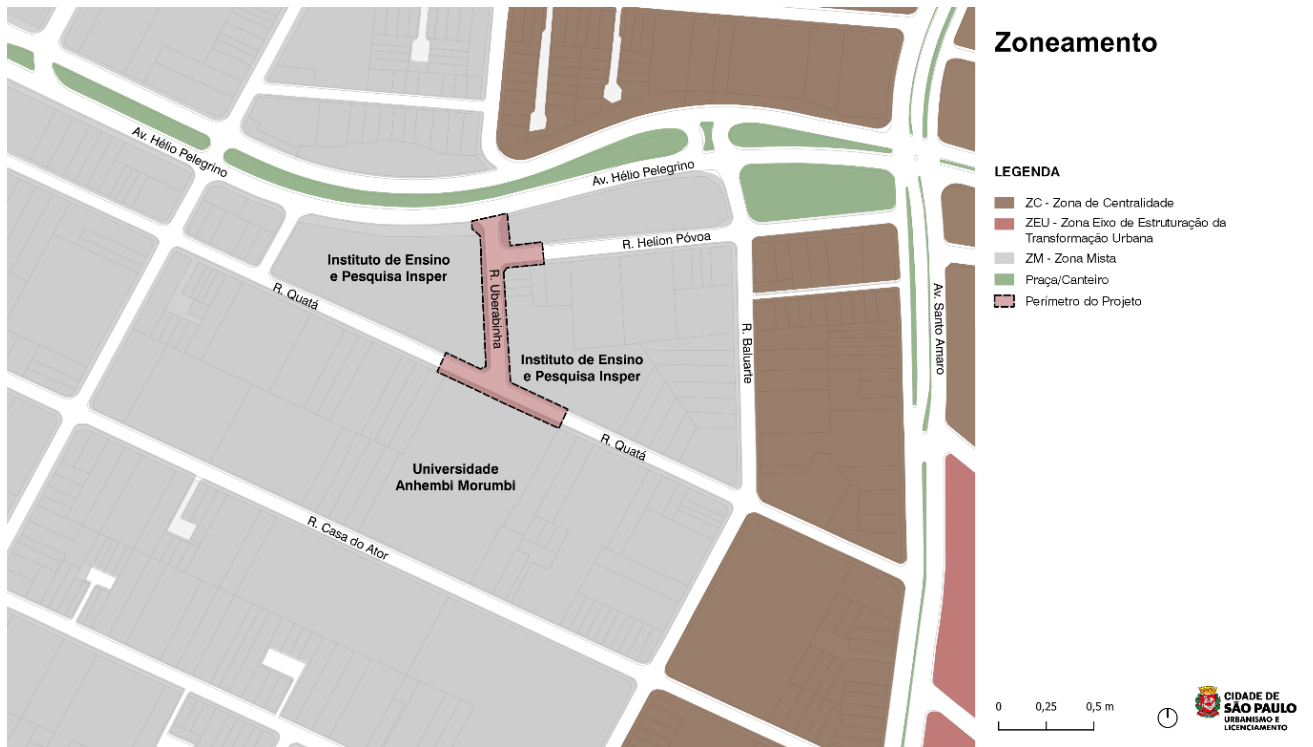 Zoneamento
LEGENDA
ZC - Zona de Centralidade
ZEU - Zona Eixo de Estruturação da
Transformação Urbana
ZM - Zona Mista
Praça/Canteiro
Perímetro do Projeto
Av. Hélio Pelegrino
Av. Hélio Pelegrino
R. Helion Póvoa
Instituto de Ensino
e Pesquisa Insper
R. Uberabinha
R. Quatá
Av. Santo Amaro
R. Baluarte
Instituto de Ensino
e Pesquisa Insper
R. Quatá
Universidade
Anhembi Morumbi
R. Casa do Ator
0 0,25 0,5 m
CIDADE DE
SÃO PAULO
URBANISMO E
LICENCIAMENTO